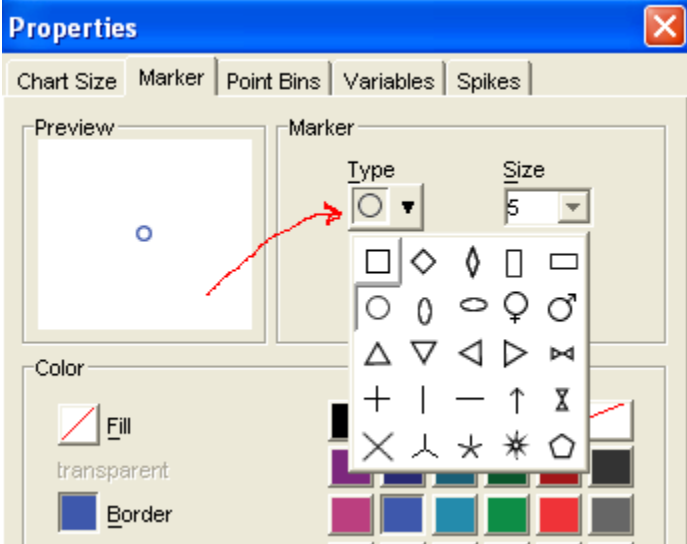 Properties
Chart Size Marker Point Bins Variables Spikes
Preview
Marker
Type
Size
5
Color
Fill
transparent
Border